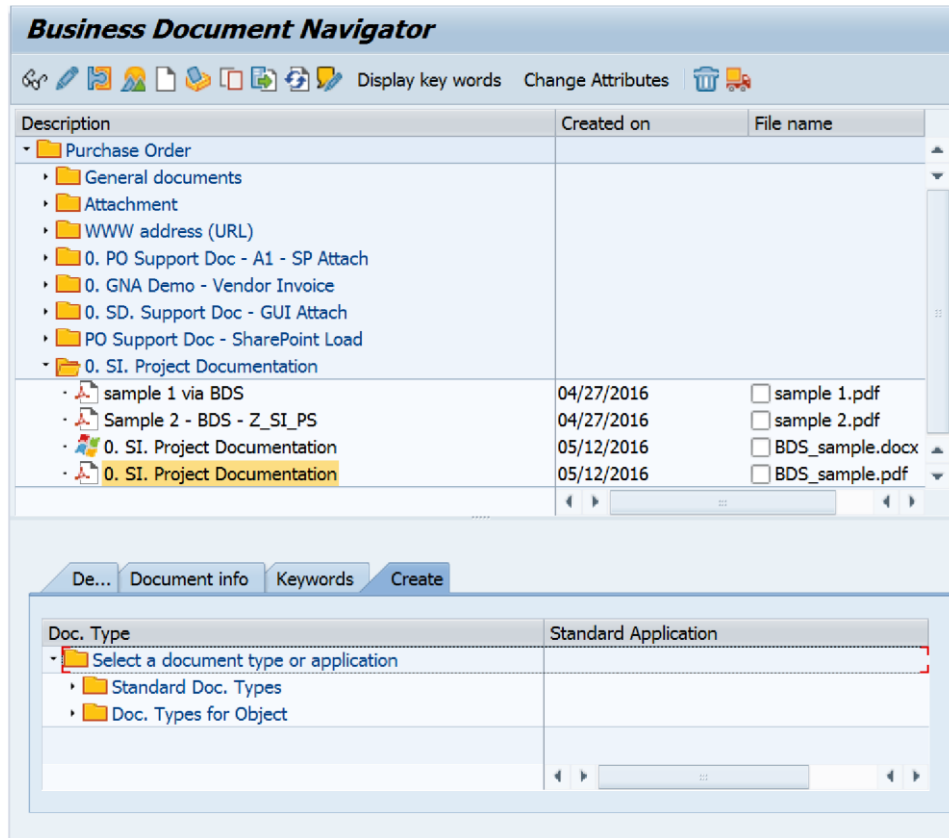 Business Document Navigator
Display key words Change Attributes
Description Created on File name
Purchase Order
General documents
Attachment
WWW address (URL)
0. PO Support Doc - A1 - SP Attach
0. GNA Demo - Vendor Invoice
0. SD. Support Doc - GUI Attach
PO Support Doc - SharePoint Load
0. SI. Project Documentation
sample 1 via BDS 04/27/2016 sample 1.pdf
Sample 2 - BDS - Z_SI_PS 04/27/2016 sample 2.pdf
0. SI. Project Documentation 05/12/2016 BDS_sample.docx
0. SI. Project Documentation 05/12/2016 BDS_sample.pdf
De... Document info Keywords Create
Doc. Type Standard Application
Select a document type or application
Standard Doc. Types
Doc. Types for Object